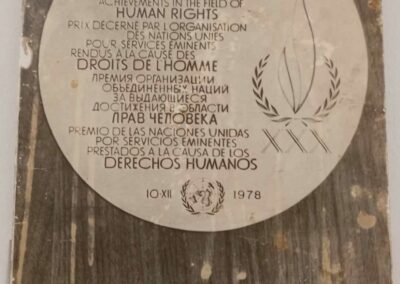 ACHIEVEMENTS IN THE FIELD OF
HUMAN RIGHTS
PRIX DÉCERNÉ PAR L'ORGANISATION
DES NATIONS UNIES
POUR SERVICES ÉMINENTS
RENDUS À LA CAUSE DES
DROITS DE L'HOMME
ПРЕМИЯ ОРГАНИЗАЦИИ
ОБЪЕДИНЕННЫХ НАЦИЙ
ЗА ВЫДАЮЩИЕСЯ
ДОСТИЖЕНИЯ В ОБЛАСТИ
ПРАВ ЧЕЛОВЕКА
PREMIO DE LAS NACIONES UNIDAS
POR SERVICIOS EMINENTES
PRESTADOS A LA CAUSA DE LOS
DERECHOS HUMANOS
XXX
10·XII 1978